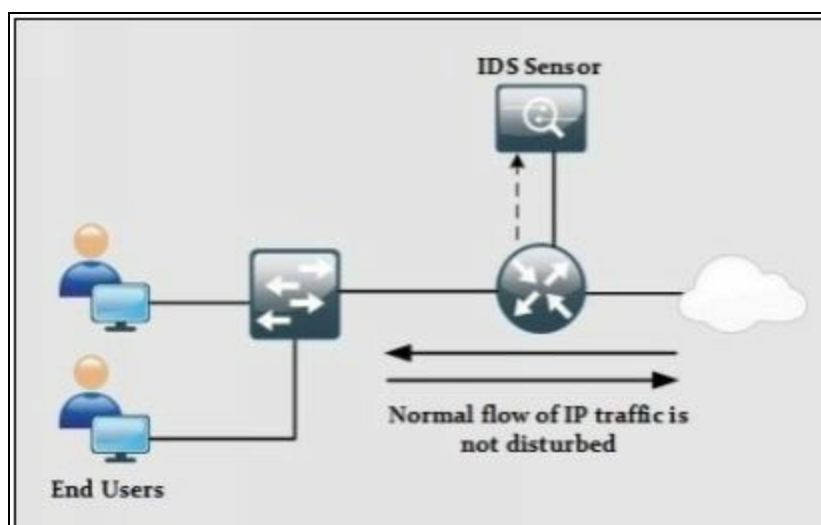 IDS Sensor
Normal flow of IP traffic is
not disturbed
End Users